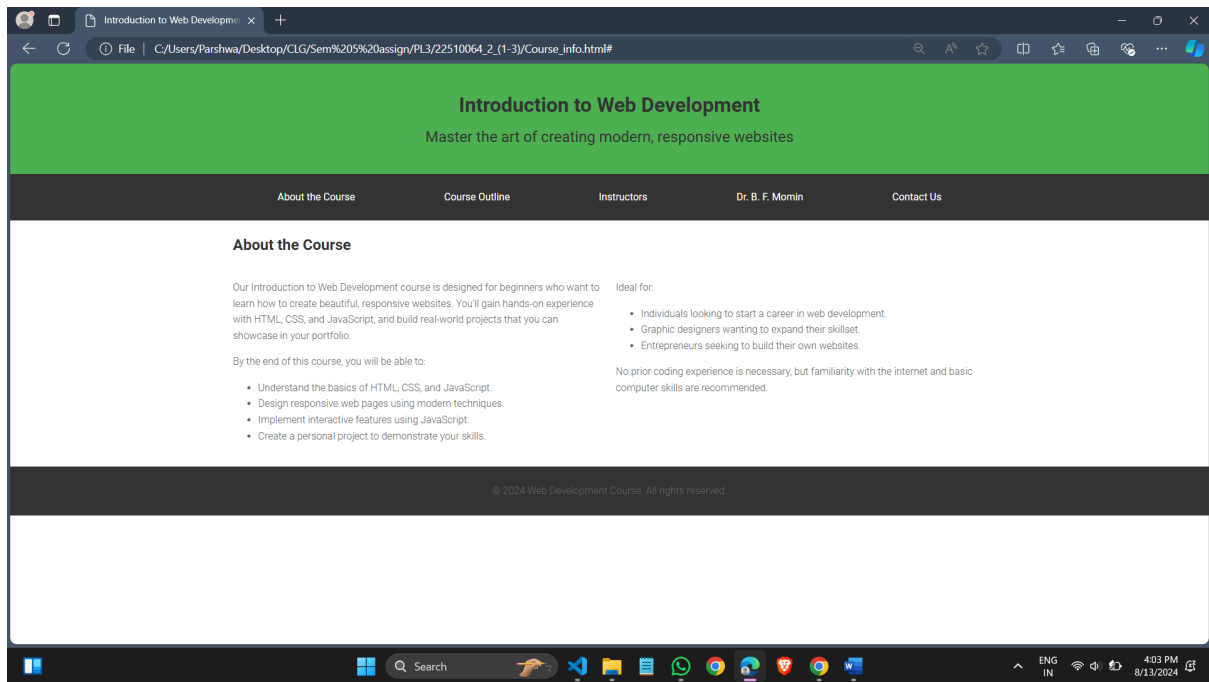 Introduction to Web Developme
File
C:/Users/Parshwa/Desktop/CLG/Sem%205%20assign/PL3/22510064_2_(1-3)/Course_info.html#
Introduction to Web Development
Master the art of creating modern, responsive websites
About the Course Course Outline Instructors Dr. B. F. Momin Contact Us
About the Course
Our Introduction to Web Development course is designed for beginners who want to
learn how to create beautiful, responsive websites. You'll gain hands-on experience
with HTML, CSS, and JavaScript, and build real-world projects that you can
showcase in your portfolio.
By the end of this course, you will be able to:
• Understand the basics of HTML, CSS, and JavaScript.
• Design responsive web pages using modern techniques.
• Implement interactive features using JavaScript.
• Create a personal project to demonstrate your skills.
Ideal for:
• Individuals looking to start a career in web development.
• Graphic designers wanting to expand their skillset.
• Entrepreneurs seeking to build their own websites.
No prior coding experience is necessary, but familiarity with the internet and basic
computer skills are recommended.
© 2024 Web Development Course. All rights reserved.
Search
ENG
IN
4:03 PM
8/13/2024